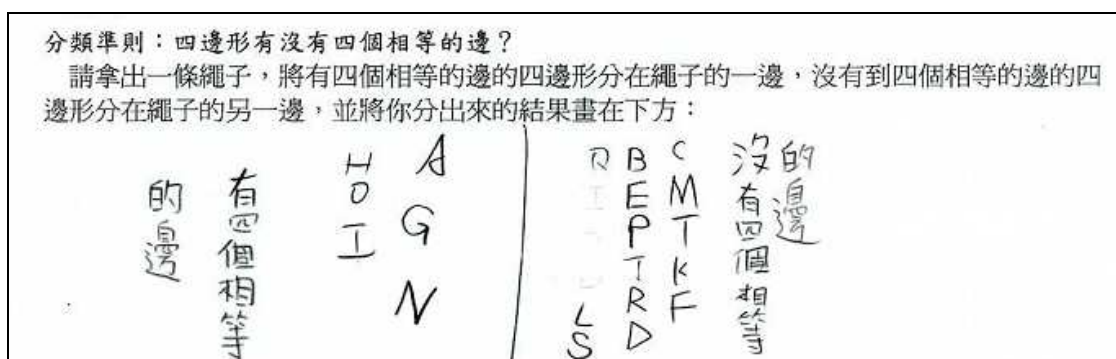 分類準則：四邊形有沒有四個相等的邊？
請拿出一條繩子，將有四個相等的邊的四邊形分在繩子的一邊，沒有到四個相等的邊的四
邊形分在繩子的另一邊，並將你分出來的結果畫在下方：
有四個相等
的邊
A G N
H O I
沒有四個相等
的邊
C M T K F
B E P T R D
Q
L S